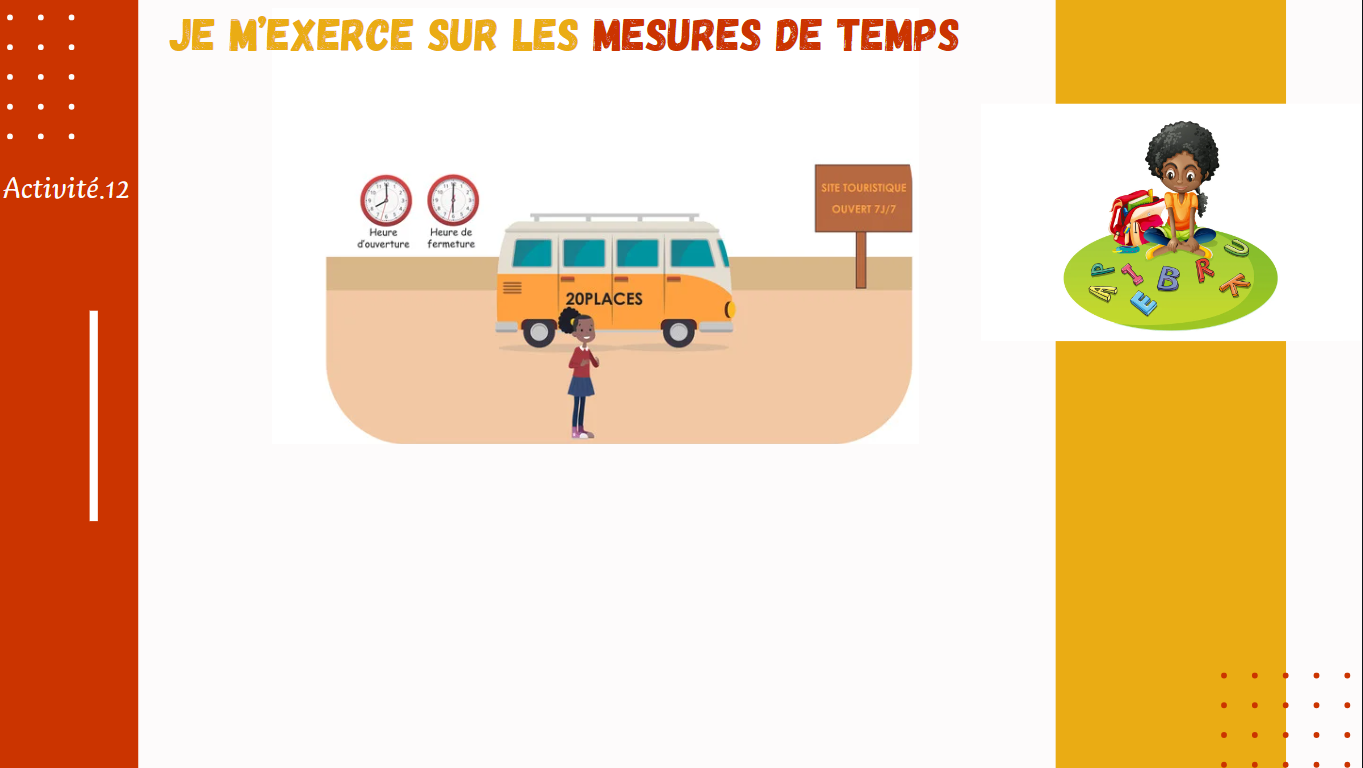 JE M'EXERCE SUR LES MESURES DE TEMPS
Activité.12
Heure
d'ouverture
Heure de
fermeture
SITE TOURISTIQUE
OUVERT 7J/7
20PLACES